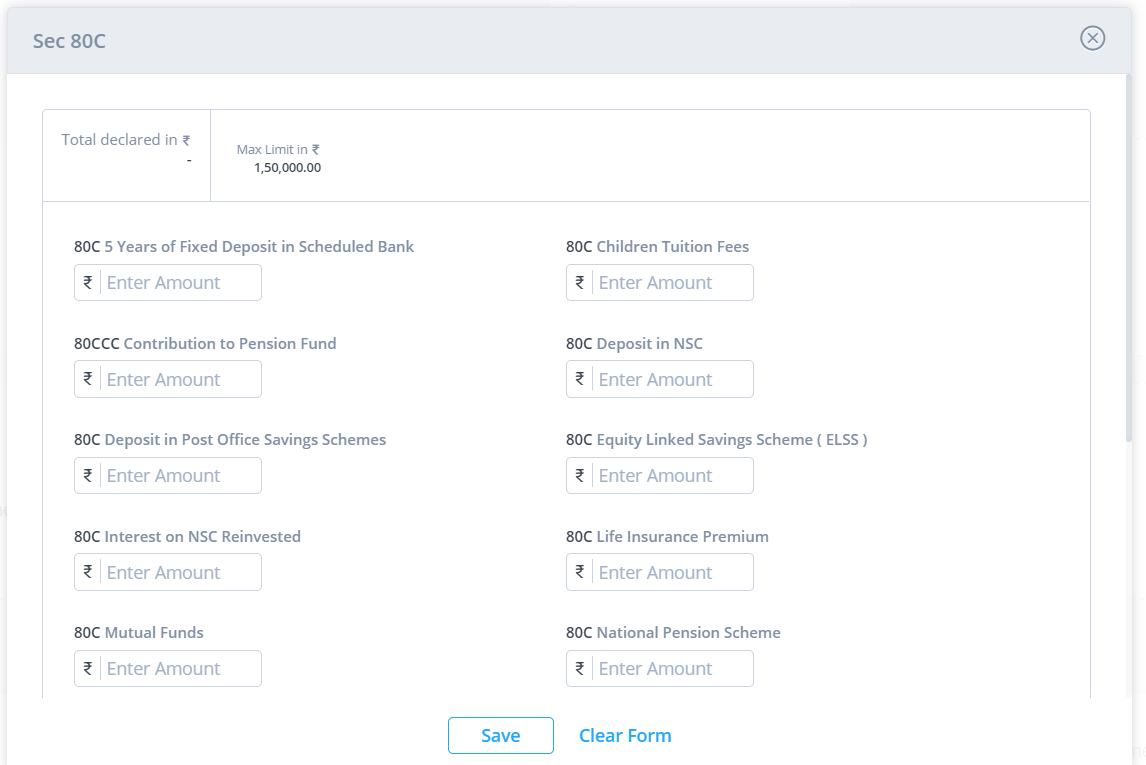 Sec 80C
Total declared in ₹
-
Max Limit in ₹
1,50,000.00
80C 5 Years of Fixed Deposit in Scheduled Bank
₹ Enter Amount
80C Children Tuition Fees
₹ Enter Amount
80CCC Contribution to Pension Fund
₹ Enter Amount
80C Deposit in NSC
₹ Enter Amount
80C Deposit in Post Office Savings Schemes
₹ Enter Amount
80C Equity Linked Savings Scheme ( ELSS )
₹ Enter Amount
80C Interest on NSC Reinvested
₹ Enter Amount
80C Life Insurance Premium
₹ Enter Amount
80C Mutual Funds
₹ Enter Amount
80C National Pension Scheme
₹ Enter Amount
Save
Clear Form